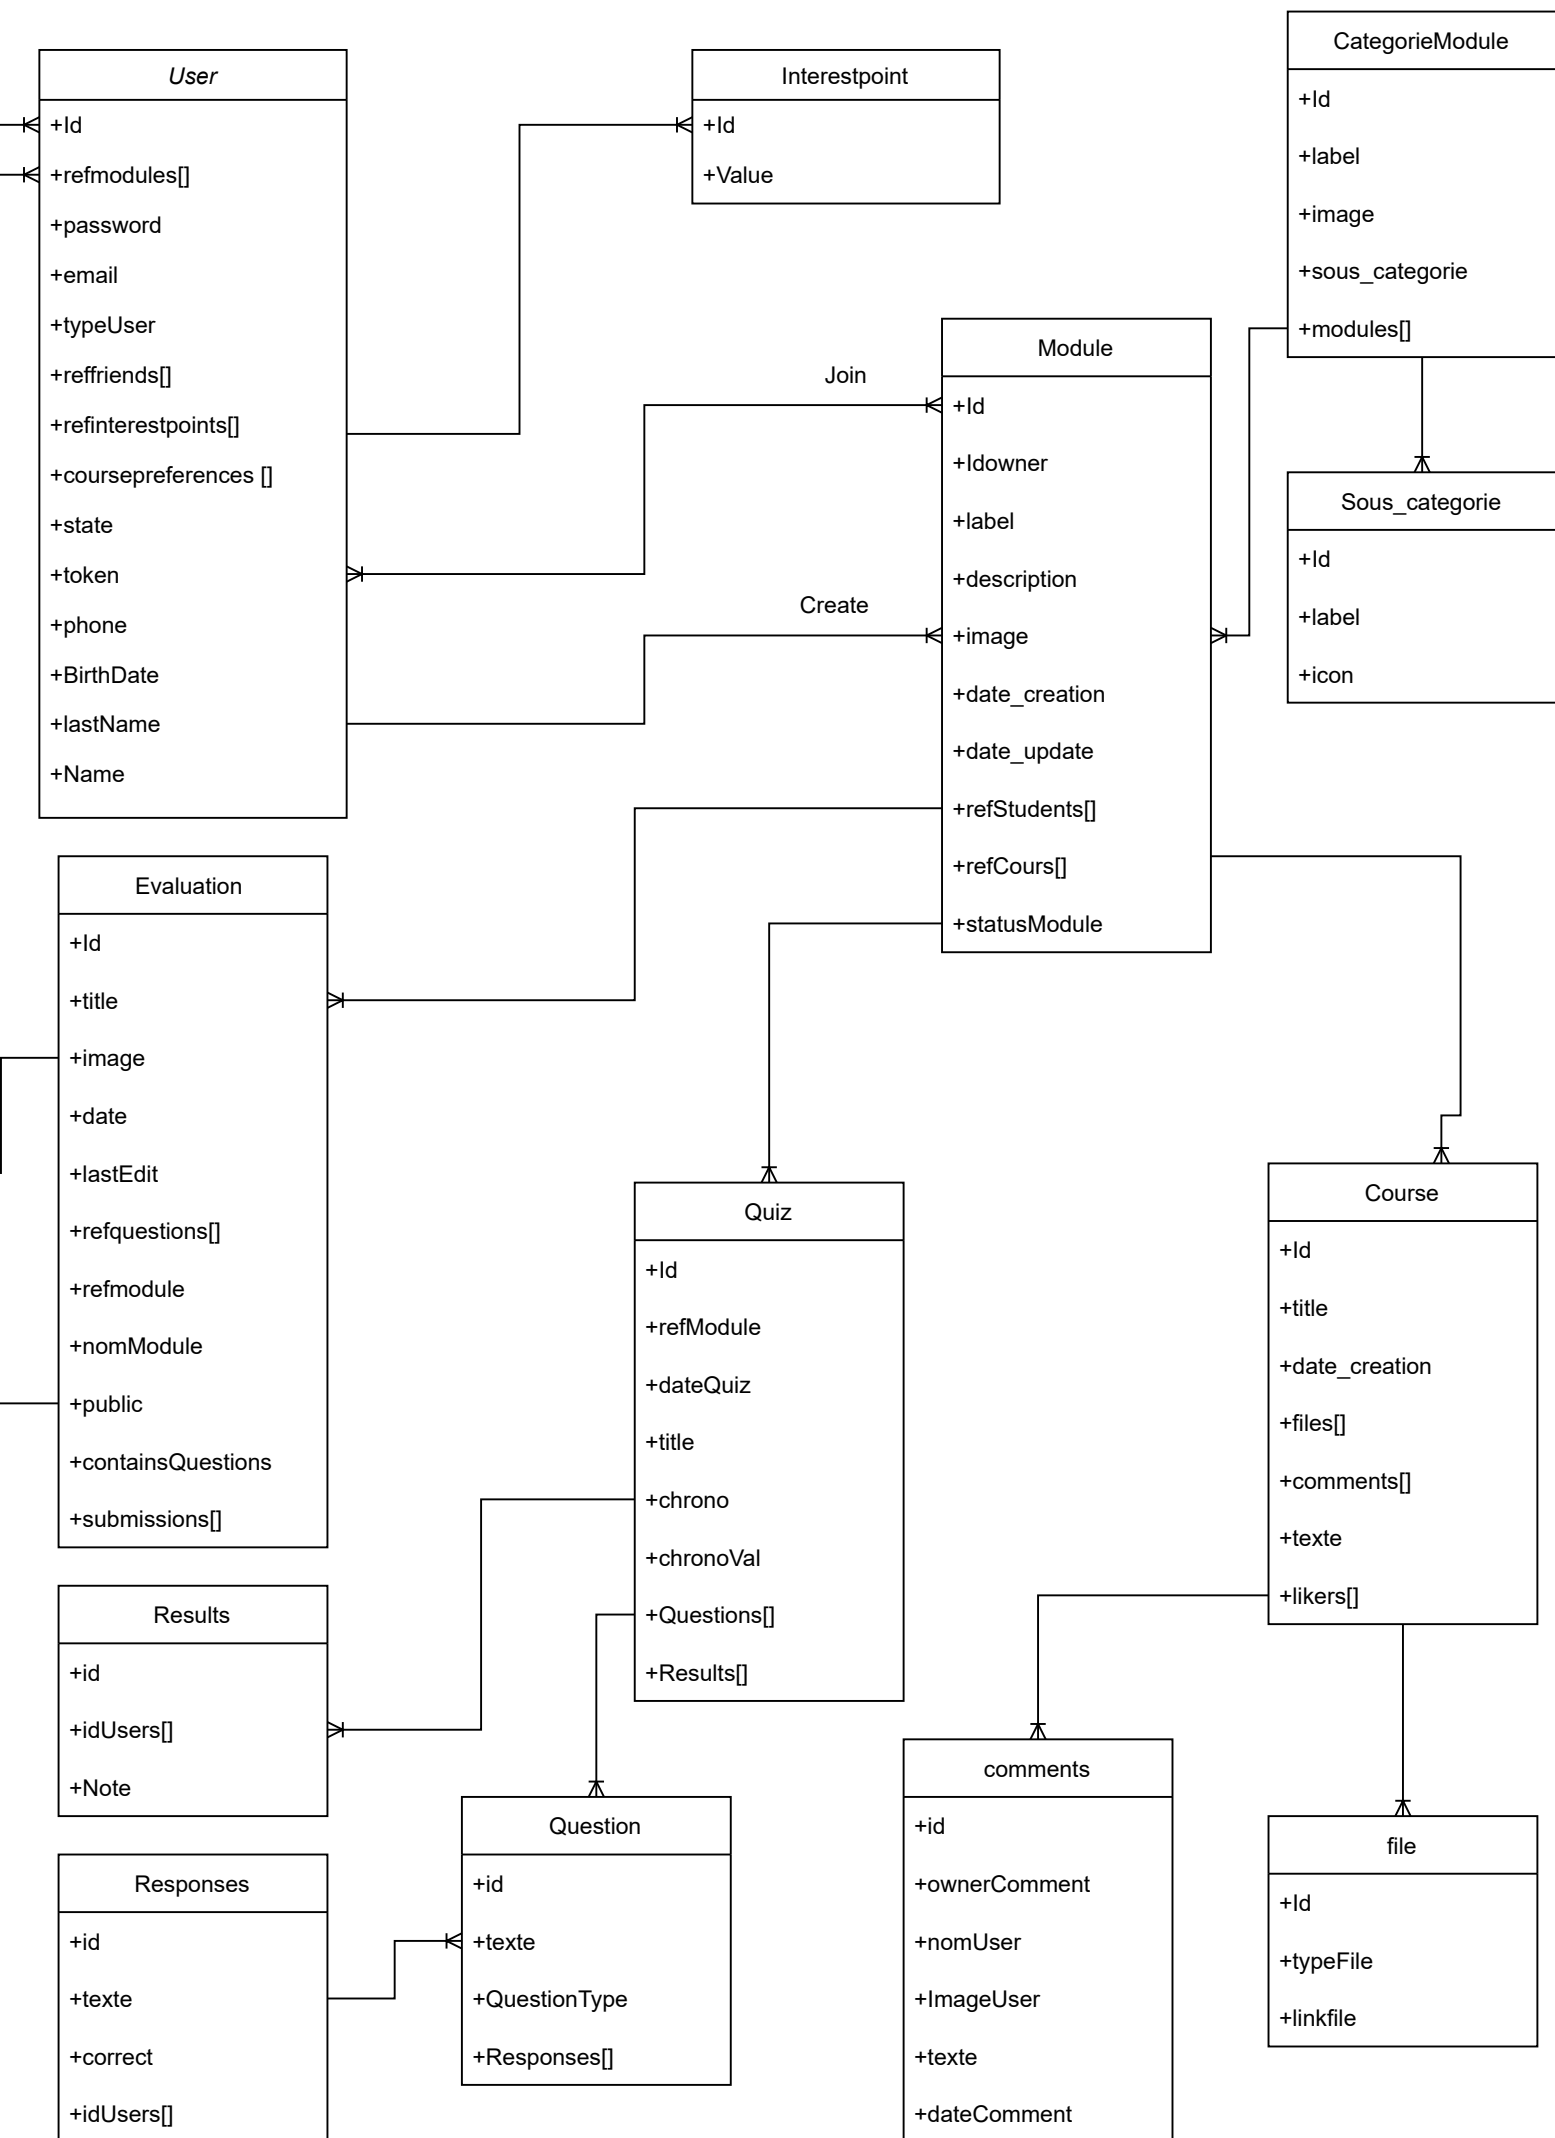 User
+Id
+refmodules[]
+password
+email
+typeUser
+reffriends[]
+refinterestpoints[]
+coursepreferences []
+state
+token
+phone
+BirthDate
+lastName
+Name
Interestpoint
+Id
+Value
CategorieModule
+Id
+label
+image
+sous_categorie
+modules[]
Join
Create
Module
+Id
+Idowner
+label
+description
+image
+date_creation
+date_update
+refStudents[]
+refCours[]
+statusModule
Sous_categorie
+Id
+label
+icon
Evaluation
+Id
+title
+image
+date
+lastEdit
+refquestions[]
+refmodule
+nomModule
+public
+containsQuestions
+submissions[]
Quiz
+Id
+refModule
+dateQuiz
+title
+chrono
+chronoVal
+Questions[]
+Results[]
Course
+Id
+title
+date_creation
+files[]
+comments[]
+texte
+likers[]
Results
+id
+idUsers[]
+Note
Question
+id
+texte
+QuestionType
+Responses[]
comments
+id
+ownerComment
+nomUser
+ImageUser
+texte
+dateComment
file
+Id
+typeFile
+linkfile
Responses
+id
+texte
+correct
+idUsers[]